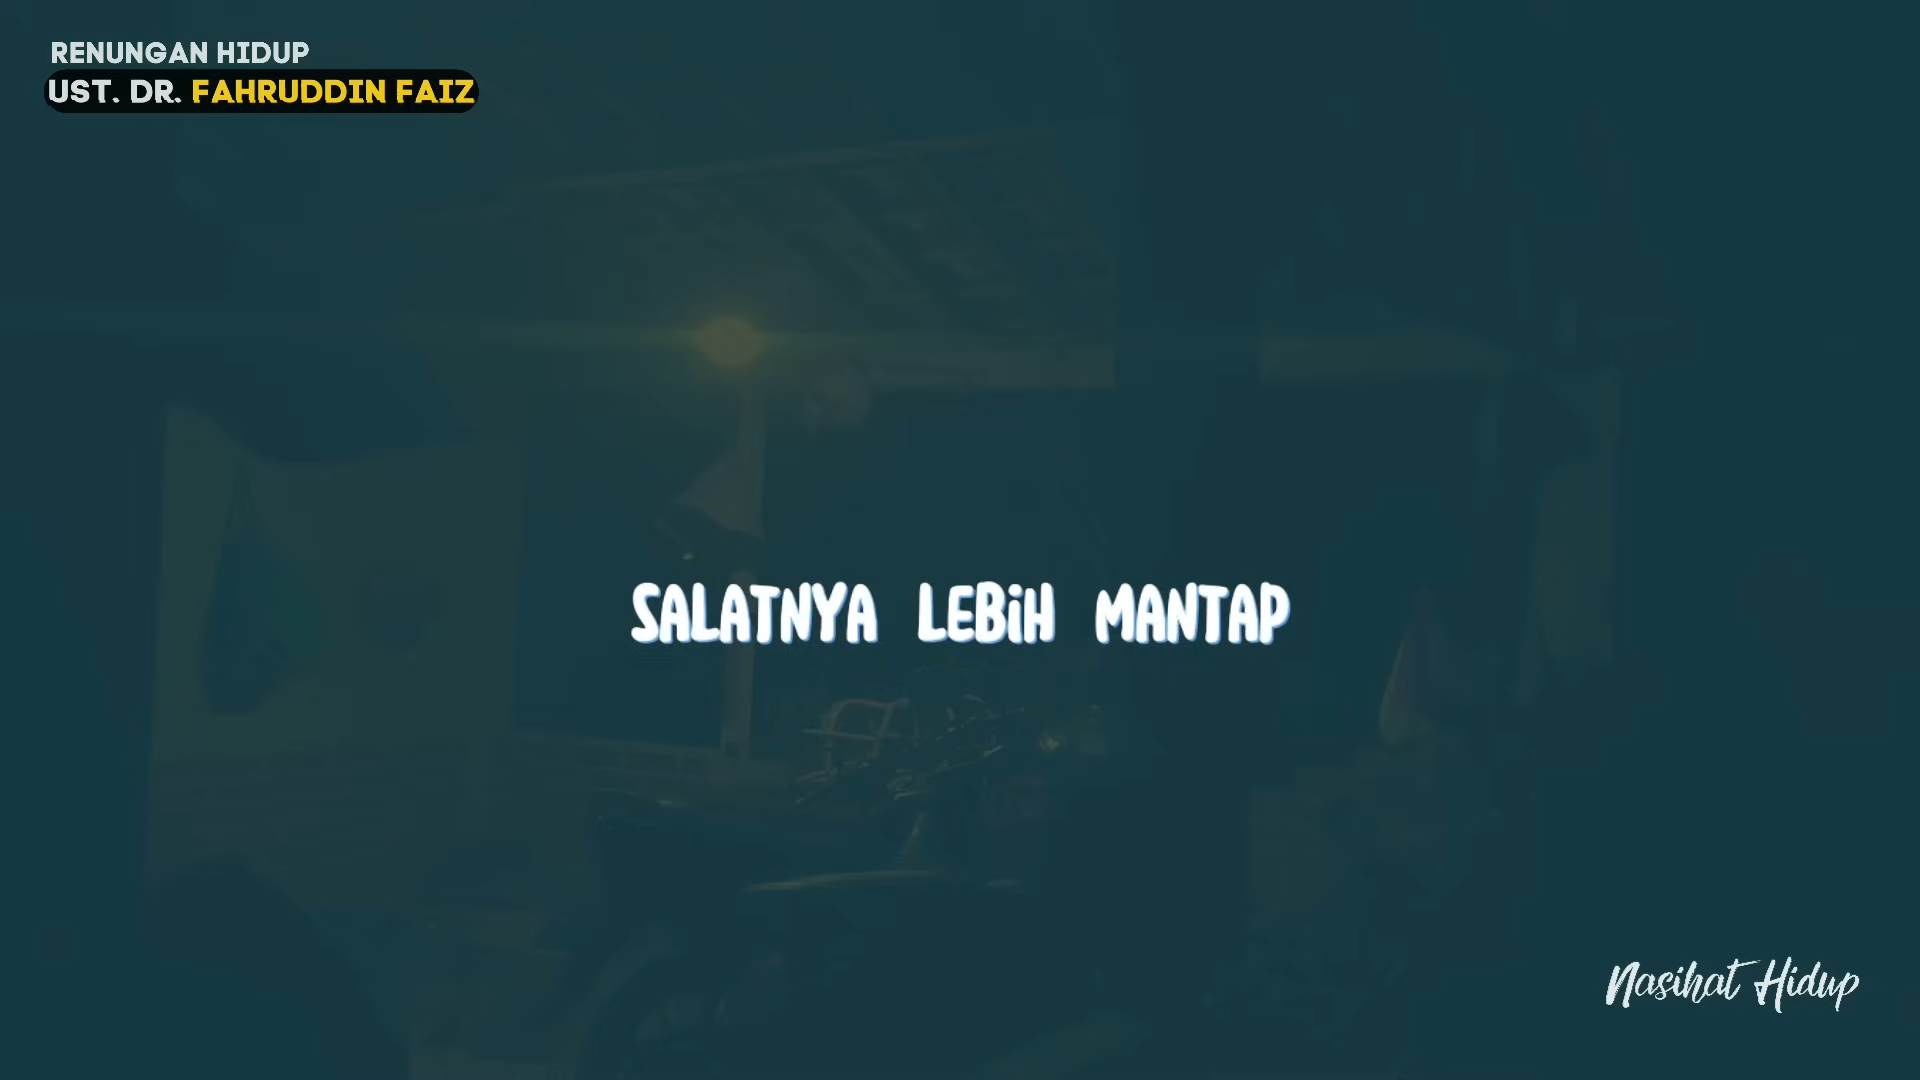 RENUNGAN HIDUP
UST. DR. FAHRUDDIN FAIZ
SALATNYA LEBiH MANTAP
Nasihat Hidup